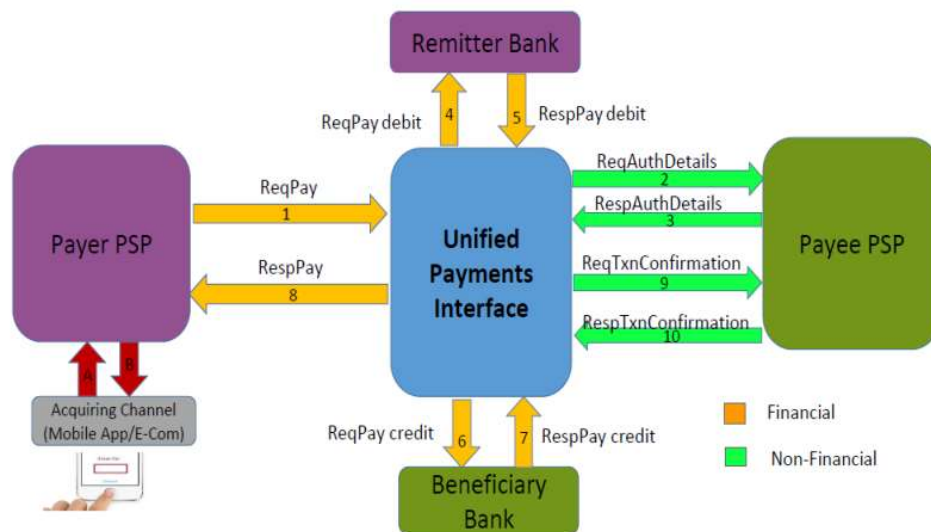 Remitter Bank
ReqPay debit
4
5
RespPay debit
Payer PSP
ReqPay
1
RespPay
8
Unified
Payments
Interface
ReqAuthDetails
2
RespAuthDetails
3
ReqTxnConfirmation
9
RespTxnConfirmation
10
Payee PSP
A
B
Acquiring Channel
(Mobile App/E-Com)
ReqPay credit
6
7
RespPay credit
Beneficiary
Bank
Financial
Non-Financial